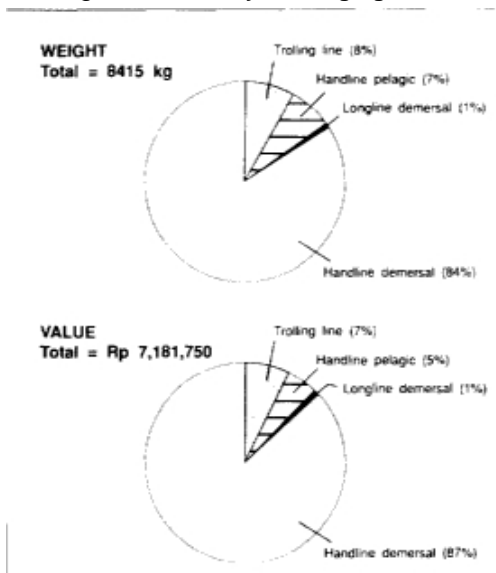 WEIGHT
Total = 8415 kg
Trolling line (8%)
Handline pelagic (7%)
Longline demersal (1%)
Handline demersal (84%)
VALUE
Total = Rp 7,181,750
Trolling line (7%)
Handline pelagic (5%)
Longline demersal (1%)
Handline demersal (87%)